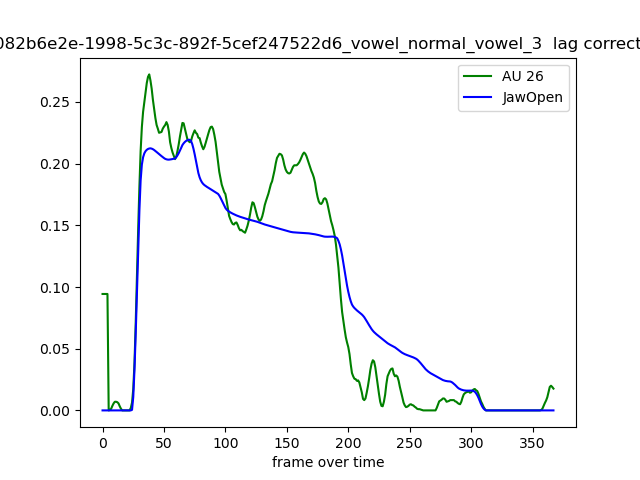 082b6e2e-1998-5c3c-892f-5cef247522d6_vowel_normal_vowel_3 lag correct
AU 26
JawOpen
0.25
0.20
0.15
0.10
0.05
0.00
0 50 100 150 200 250 300 350
frame over time